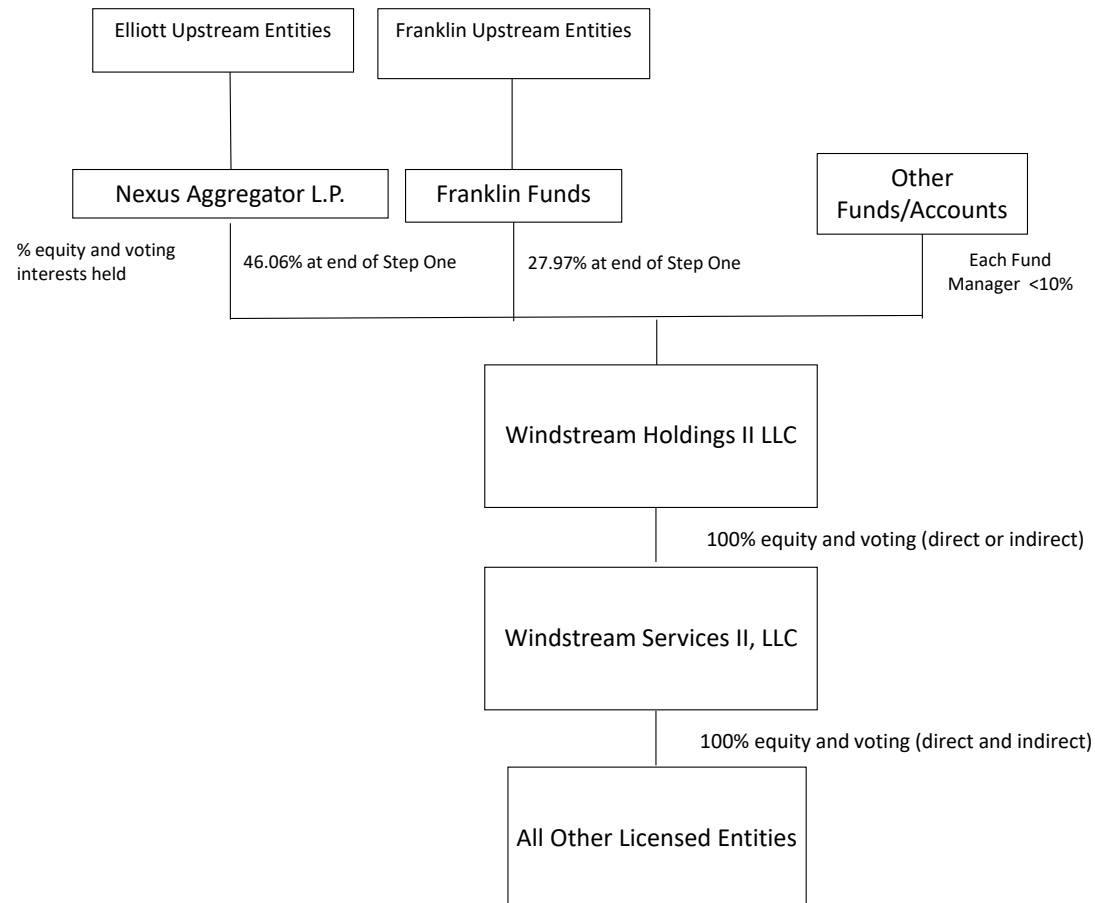 Elliott Upstream Entities
Franklin Upstream Entities
Nexus Aggregator L.P.
Franklin Funds
Other
Funds/Accounts
% equity and voting
interests held
46.06% at end of Step One
27.97% at end of Step One
Each Fund
Manager <10%
Windstream Holdings II LLC
100% equity and voting (direct or indirect)
Windstream Services II, LLC
100% equity and voting (direct and indirect)
All Other Licensed Entities